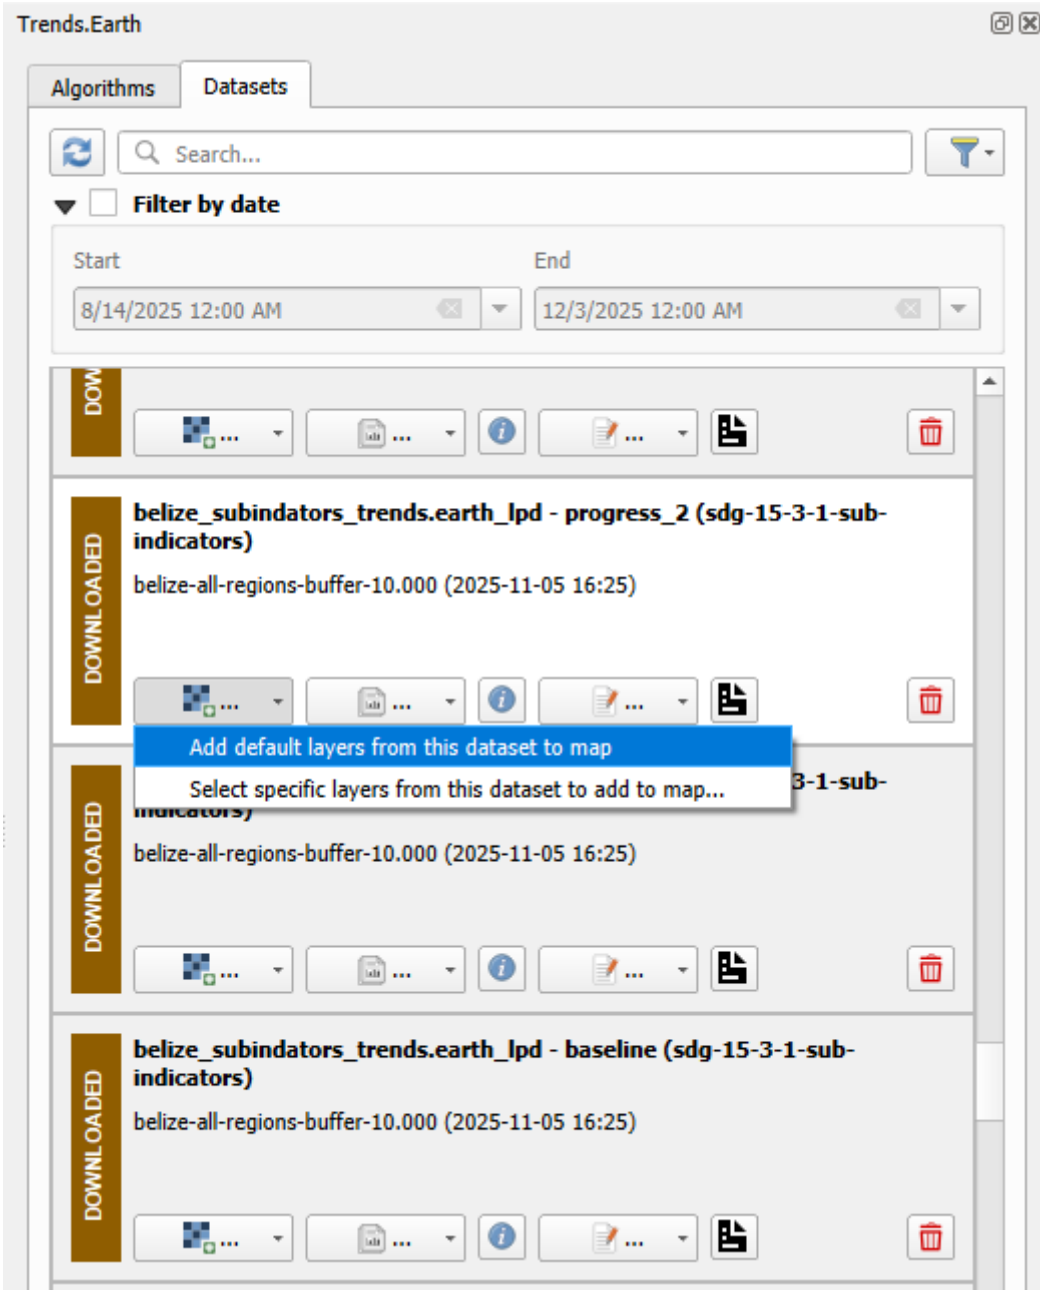 Trends.Earth
Algorithms
Datasets
Search...
Filter by date
Start
End
8/14/2025 12:00 AM
12/3/2025 12:00 AM
DOW
...
...
...
DOWNLOADED
belize_subindators_trends.earth_lpd - progress_2 (sdg-15-3-1-sub-
indicators)
belize-all-regions-buffer-10.000 (2025-11-05 16:25)
...
...
...
Add default layers from this dataset to map
Select specific layers from this dataset to add to map...
DOWNLOADED
3-1-sub-
indicators)
belize-all-regions-buffer-10.000 (2025-11-05 16:25)
...
...
...
DOWNLOADED
belize_subindators_trends.earth_lpd - baseline (sdg-15-3-1-sub-
indicators)
belize-all-regions-buffer-10.000 (2025-11-05 16:25)
...
...
...